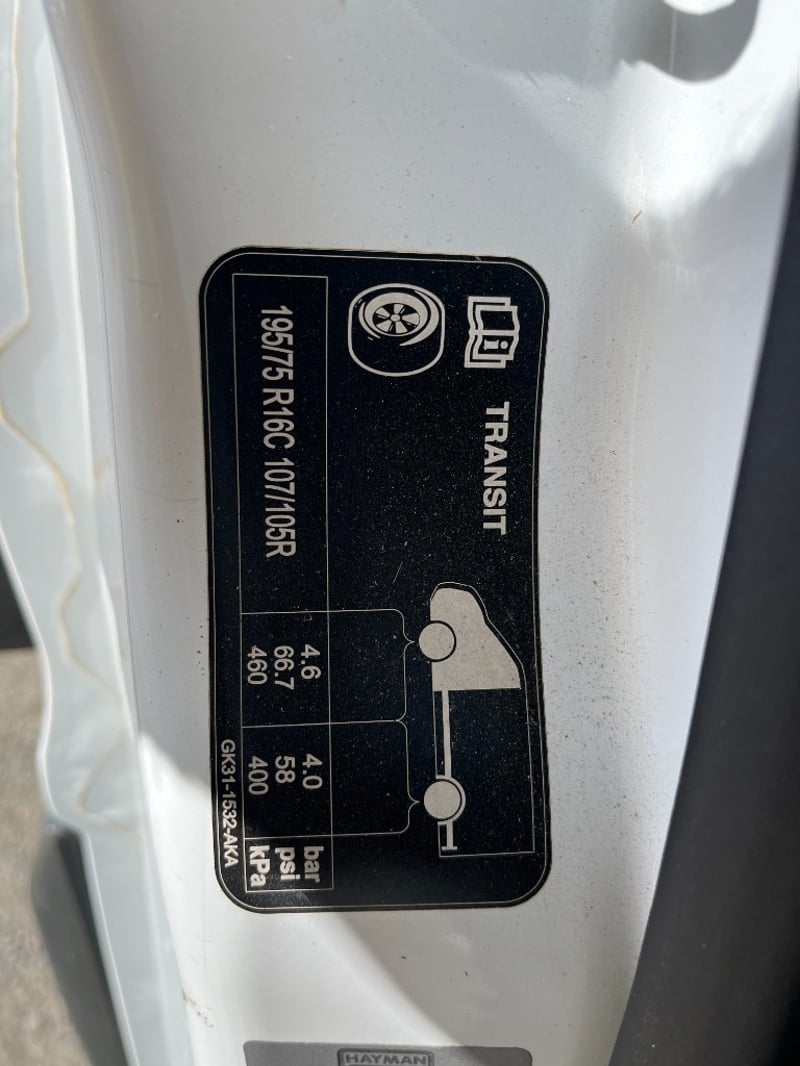 TRANSIT
195/75 R16C 107/105R
4.6 4.0 bar
66.7 58 psi
460 400 kPa
GK31-1532-AKA
HAYMAN